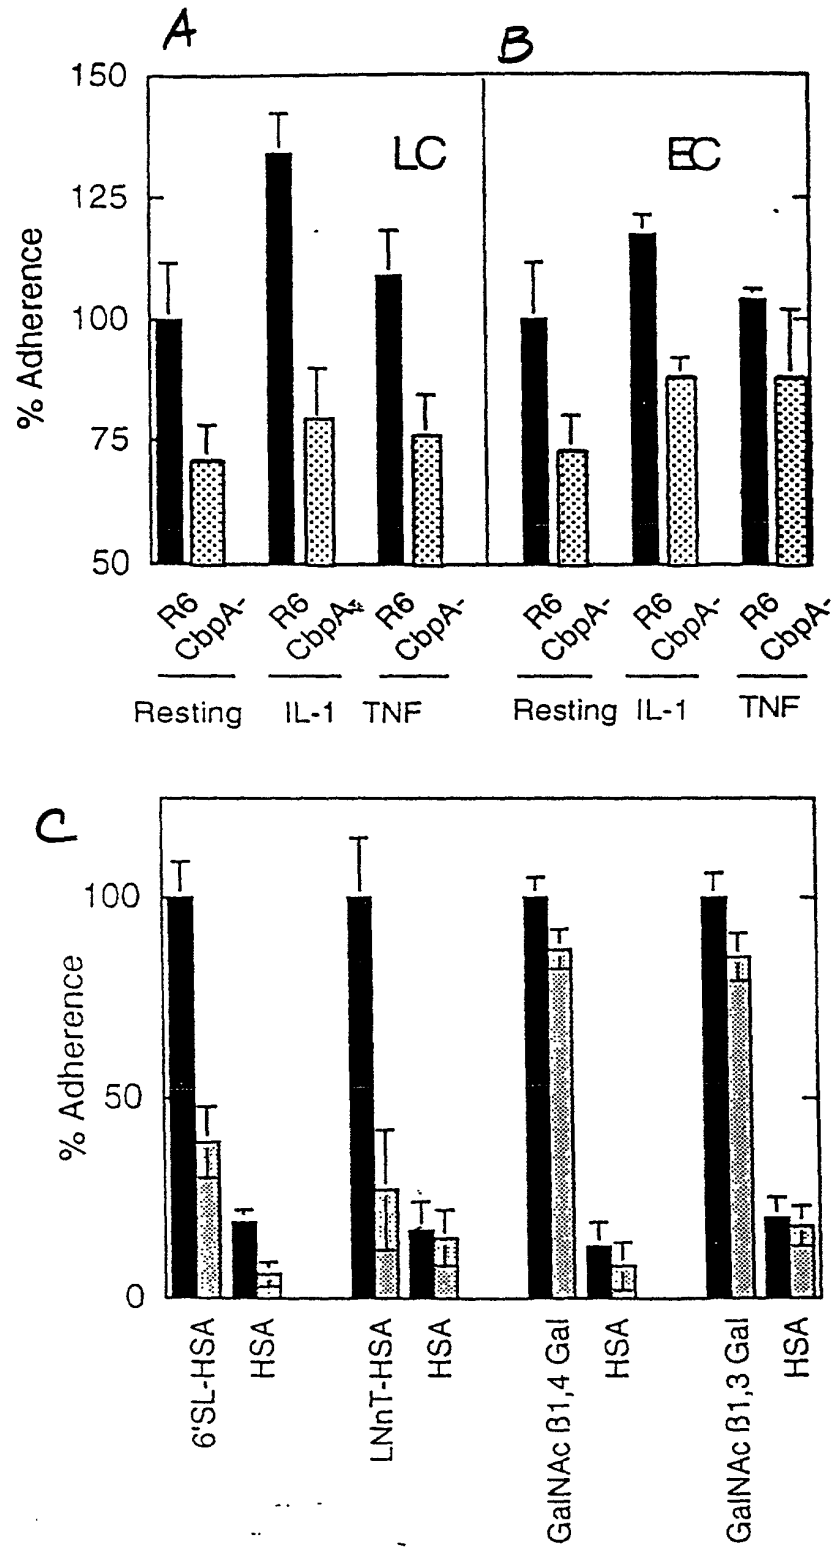 A B
150
LC EC
125
% Adherence
100
75
50
R6 CbpA- R6 CbpA- R6 CbpA- R6 CbpA- R6 CbpA- R6 CbpA-
Resting IL-1 TNF Resting IL-1 TNF
C
100
% Adherence
50
0
6'SL-HSA HSA LNnT-HSA HSA GalNAc ß1,4 Gal HSA GalNAc ß1,3 Gal HSA